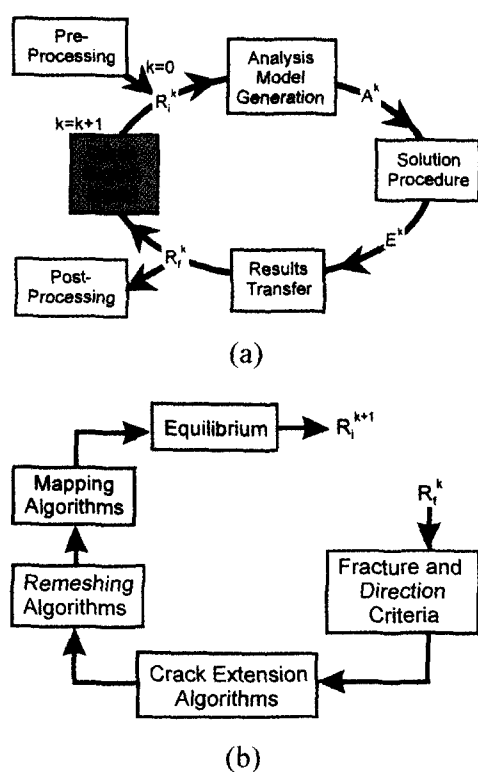 Pre-
Processing
k=0
R_i^k
Analysis
Model
Generation
A^k
Solution
Procedure
E^k
Results
Transfer
R_f^k
Post-
Processing
k=k+1
(a)
Equilibrium
R_i^{k+1}
Mapping
Algorithms
Remeshing
Algorithms
Crack Extension
Algorithms
R_f^k
Fracture and
Direction
Criteria
(b)